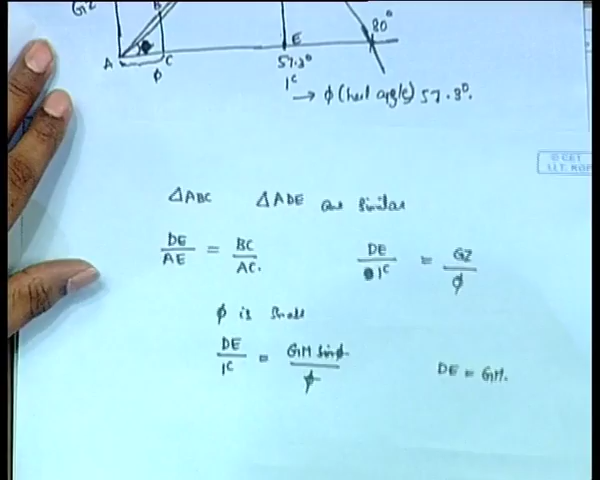 GZ B
80°
A φ C E
57.3°
1ᶜ
→ φ (heel angle) 57.3°.
© CET
I.I.T. KGP
ΔABC ΔADE are similar
DE/AE = BC/AC. DE/1ᶜ = GZ/φ
φ is small
DE/1ᶜ = GM sinφ/φ DE = GM.